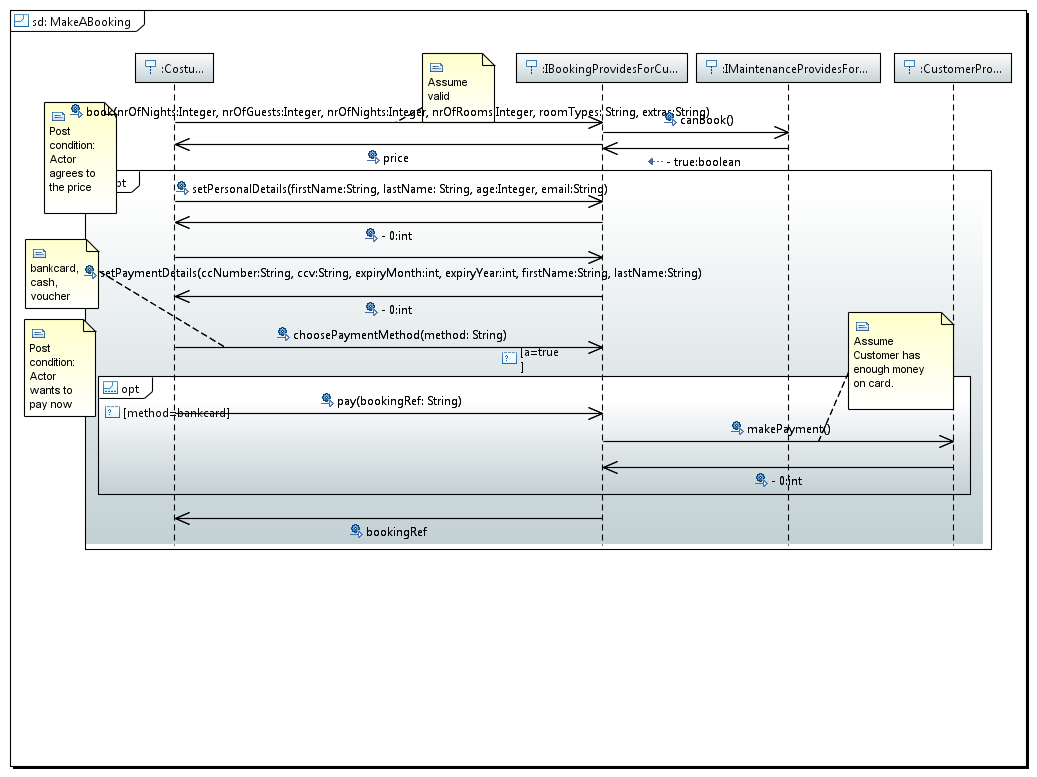 sd: MakeABooking
:Costu...
:IBookingProvidesForCu...
:IMaintenanceProvidesFor...
:CustomerPro...
Assume
valid
book(nrOfNights:Integer, nrOfGuests:Integer, nrOfNights:Integer, nrOfRooms:Integer, roomTypes: String, extras:String)
canBook()
Post
condition:
Actor
agrees to
the price
price
- true:boolean
pt
setPersonalDetails(firstName:String, lastName: String, age:Integer, email:String)
- 0:int
bankcard,
cash,
voucher
setPaymentDetails(ccNumber:String, ccv:String, expiryMonth:int, expiryYear:int, firstName:String, lastName:String)
- 0:int
Post
condition:
Actor
wants to
pay now
choosePaymentMethod(method: String)
[a=true
]
Assume
Customer has
enough money
on card.
opt
[method=bankcard]
pay(bookingRef: String)
makePayment()
- 0:int
bookingRef